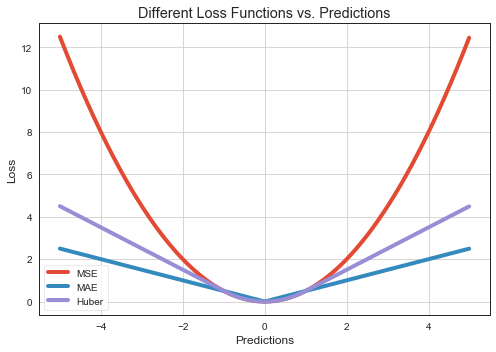 Different Loss Functions vs. Predictions
12
10
8
6
4
2
0
Loss
MSE
MAE
Huber
−4
−2
0
2
4
Predictions